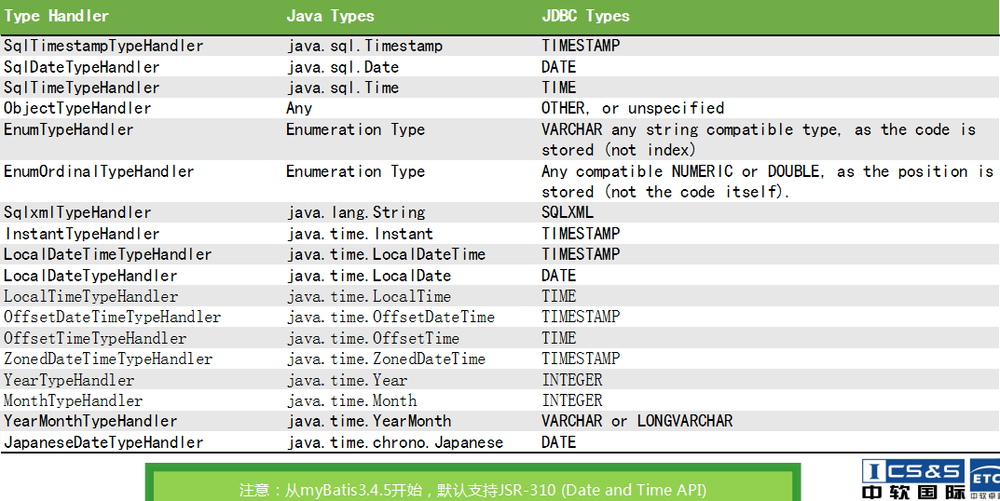 Type Handler Java Types JDBC Types
SqlTimestampTypeHandler java.sql.Timestamp TIMESTAMP
SqlDateTypeHandler java.sql.Date DATE
SqlTimeTypeHandler java.sql.Time TIME
ObjectTypeHandler Any OTHER, or unspecified
EnumTypeHandler Enumeration Type VARCHAR any string compatible type, as the code is
stored (not index)
EnumOrdinalTypeHandler Enumeration Type Any compatible NUMERIC or DOUBLE, as the position is
stored (not the code itself).
SqlxmlTypeHandler java.lang.String SQLXML
InstantTypeHandler java.time.Instant TIMESTAMP
LocalDateTimeTypeHandler java.time.LocalDateTime TIMESTAMP
LocalDateTypeHandler java.time.LocalDate DATE
LocalTimeTypeHandler java.time.LocalTime TIME
OffsetDateTimeTypeHandler java.time.OffsetDateTime TIMESTAMP
OffsetTimeTypeHandler java.time.OffsetTime TIME
ZonedDateTimeTypeHandler java.time.ZonedDateTime TIMESTAMP
YearTypeHandler java.time.Year INTEGER
MonthTypeHandler java.time.Month INTEGER
YearMonthTypeHandler java.time.YearMonth VARCHAR or LONGVARCHAR
JapaneseDateTypeHandler java.time.chrono.Japanese DATE
注意：从myBatis3.4.5开始，默认支持JSR-310 (Date and Time API)
ICS&S ETC
中软国际 中软卓